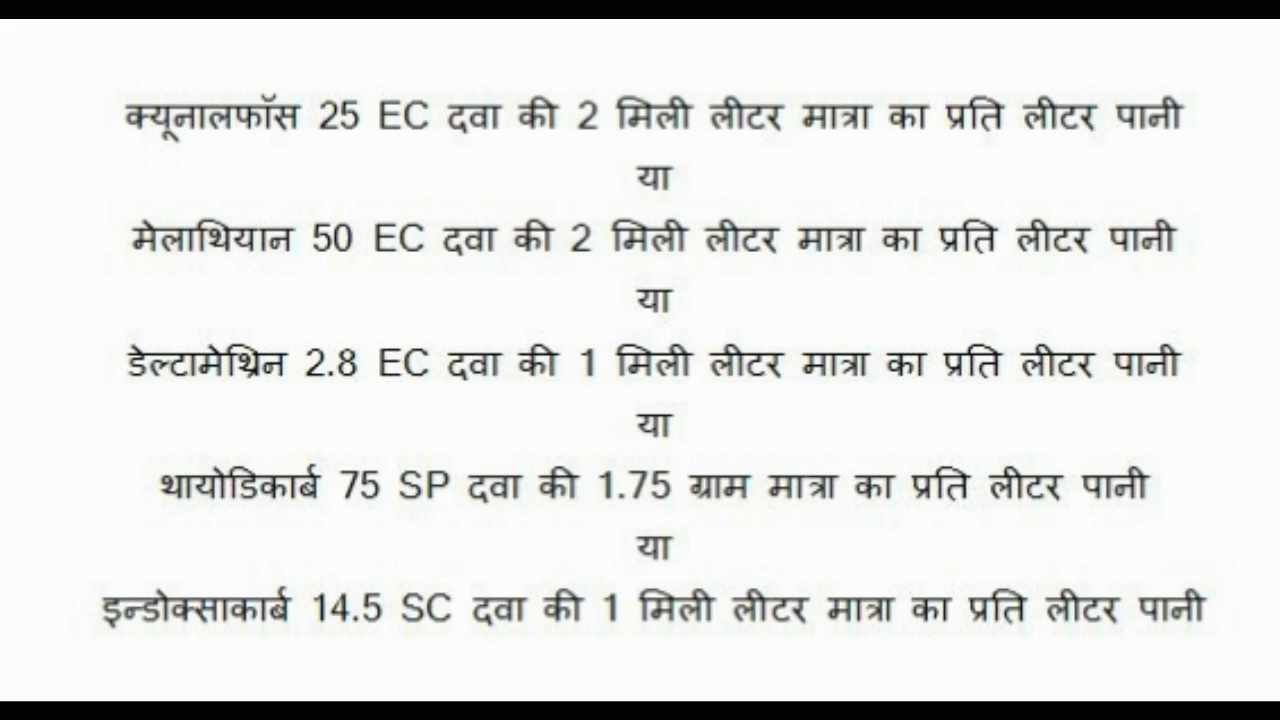 क्यूनालफॉस 25 EC दवा की 2 मिली लीटर मात्रा का प्रति लीटर पानी
या
मेलाथियान 50 EC दवा की 2 मिली लीटर मात्रा का प्रति लीटर पानी
या
डेल्टामेथ्रिन 2.8 EC दवा की 1 मिली लीटर मात्रा का प्रति लीटर पानी
या
थायोडिकार्ब 75 SP दवा की 1.75 ग्राम मात्रा का प्रति लीटर पानी
या
इन्डोक्साकार्ब 14.5 SC दवा की 1 मिली लीटर मात्रा का प्रति लीटर पानी